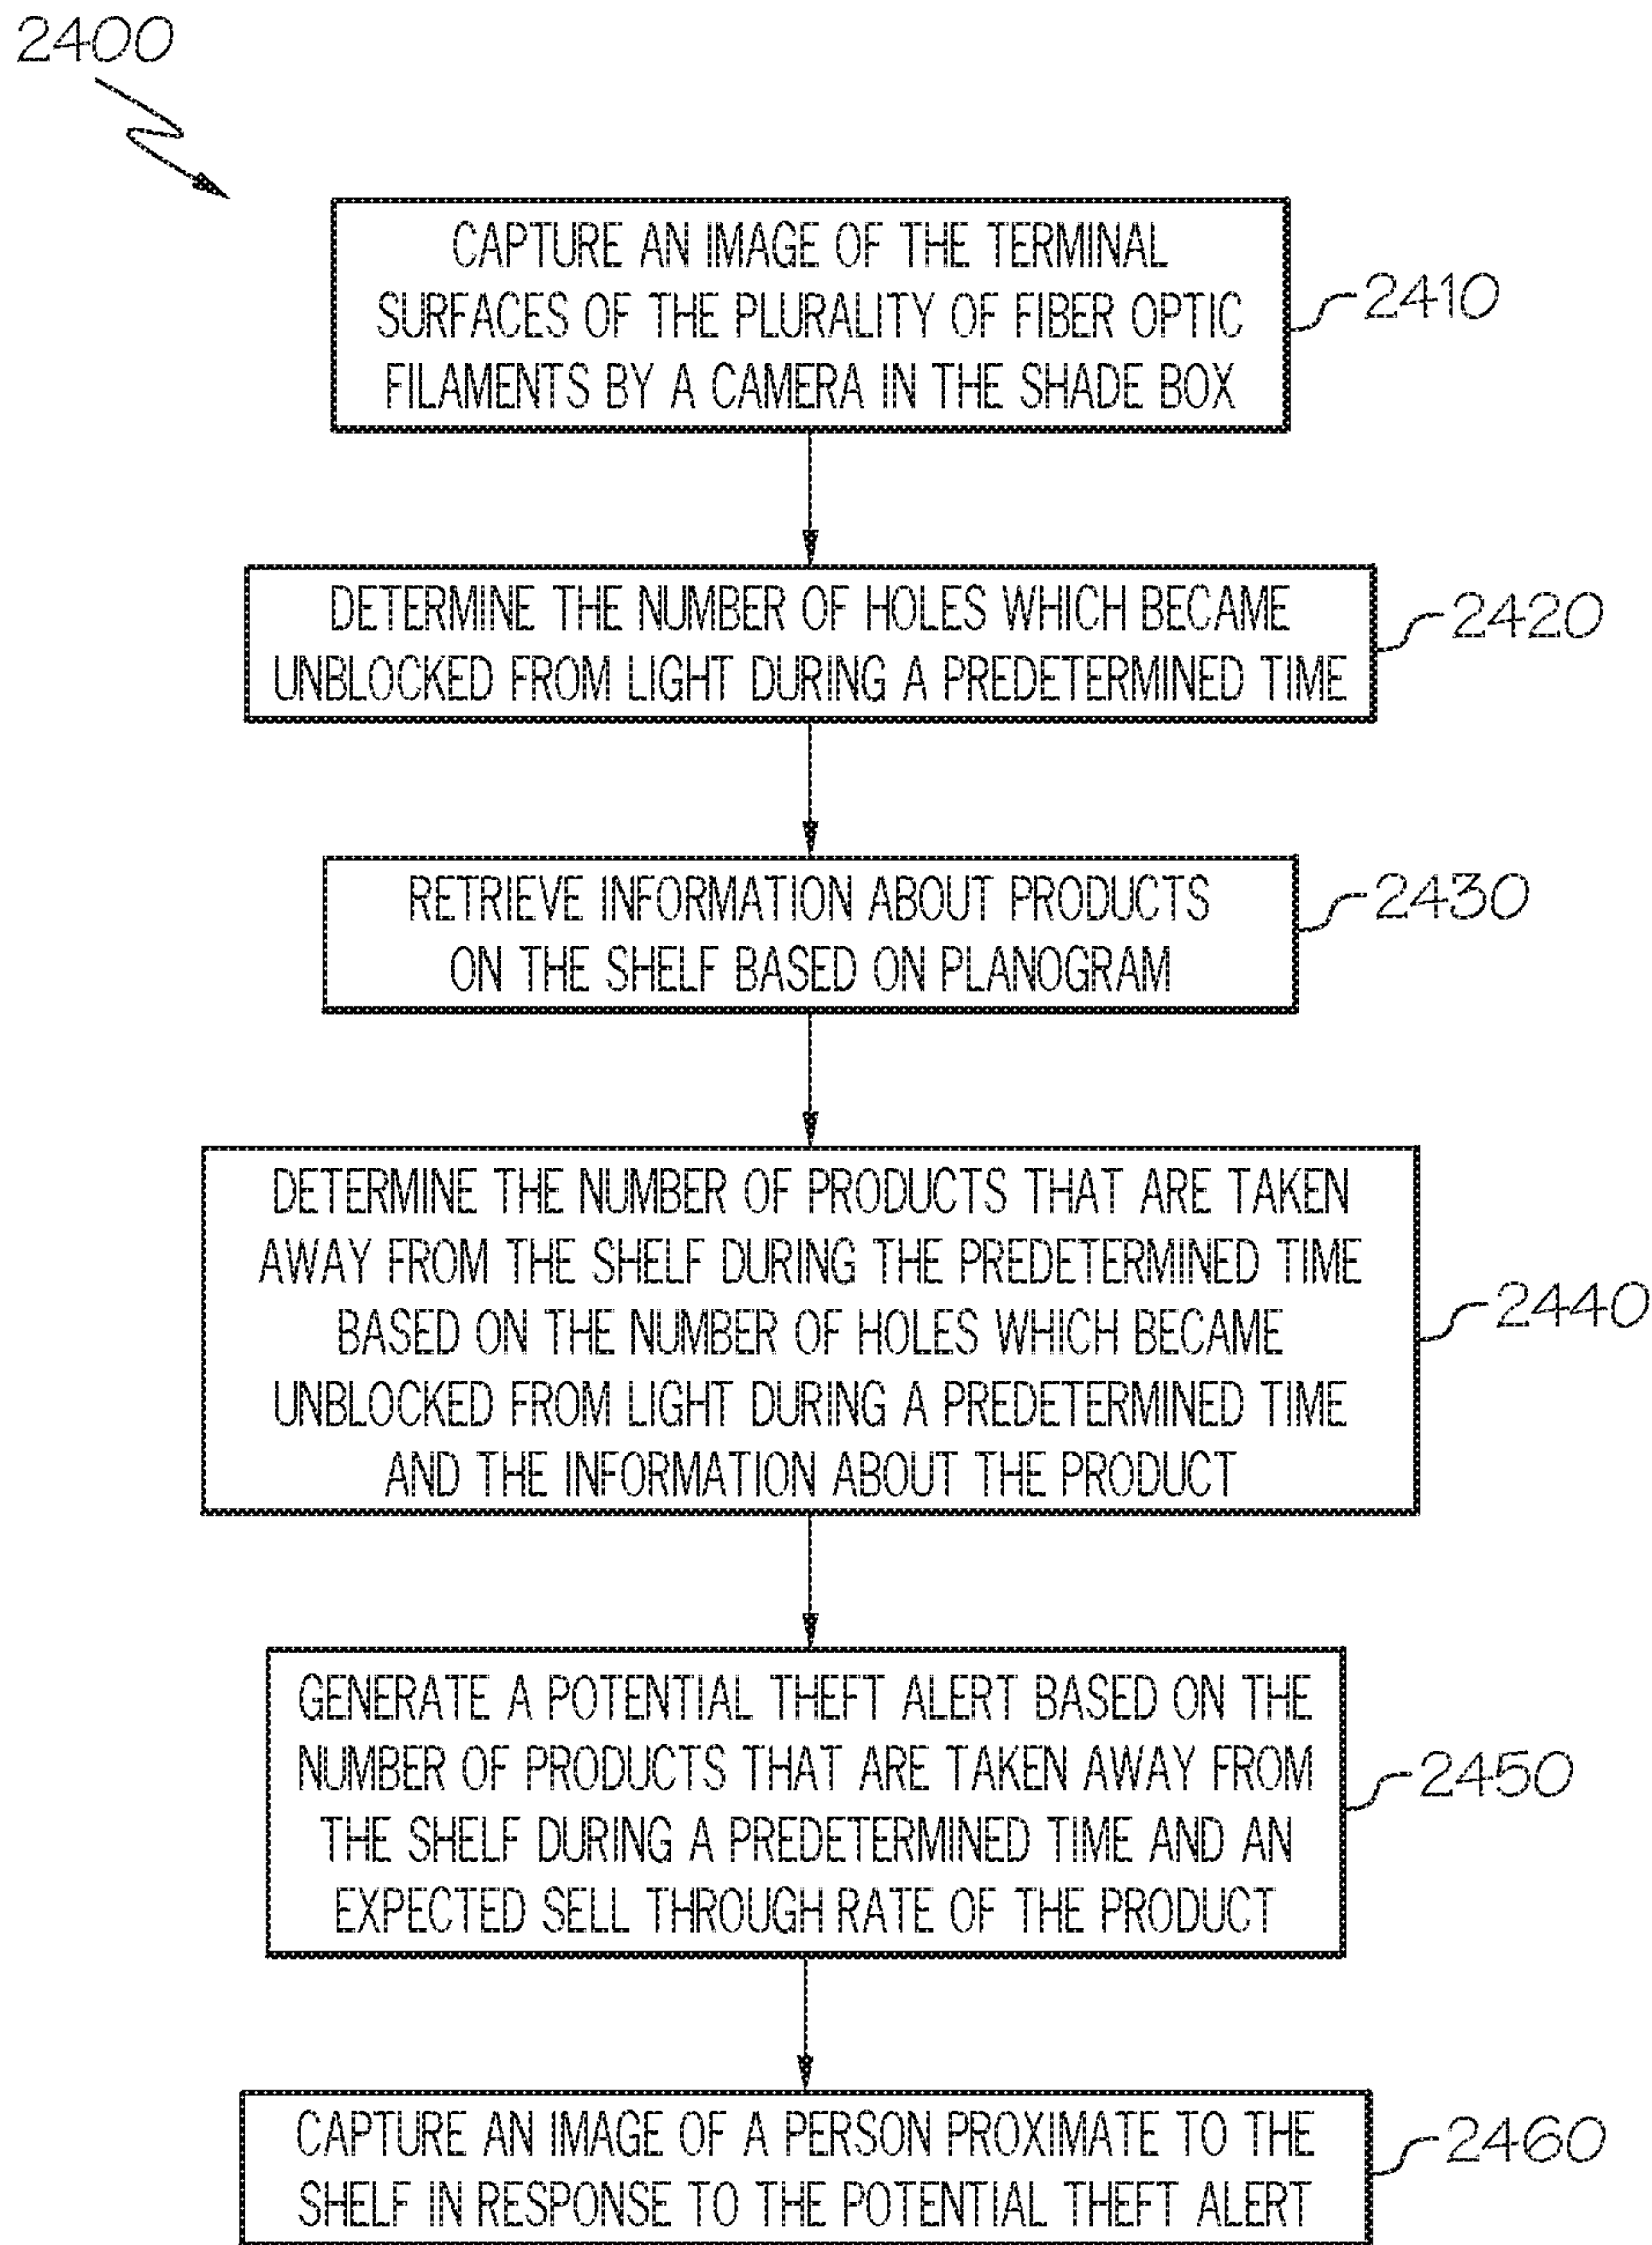 2400
CAPTURE AN IMAGE OF THE TERMINAL
SURFACES OF THE PLURALITY OF FIBER OPTIC
FILAMENTS BY A CAMERA IN THE SHADE BOX
2410
DETERMINE THE NUMBER OF HOLES WHICH BECAME
UNBLOCKED FROM LIGHT DURING A PREDETERMINED TIME
2420
RETRIEVE INFORMATION ABOUT PRODUCTS
ON THE SHELF BASED ON PLANOGRAM
2430
DETERMINE THE NUMBER OF PRODUCTS THAT ARE TAKEN
AWAY FROM THE SHELF DURING THE PREDETERMINED TIME
BASED ON THE NUMBER OF HOLES WHICH BECAME
UNBLOCKED FROM LIGHT DURING A PREDETERMINED TIME
AND THE INFORMATION ABOUT THE PRODUCT
2440
GENERATE A POTENTIAL THEFT ALERT BASED ON THE
NUMBER OF PRODUCTS THAT ARE TAKEN AWAY FROM
THE SHELF DURING A PREDETERMINED TIME AND AN
EXPECTED SELL THROUGH RATE OF THE PRODUCT
2450
CAPTURE AN IMAGE OF A PERSON PROXIMATE TO THE
SHELF IN RESPONSE TO THE POTENTIAL THEFT ALERT
2460